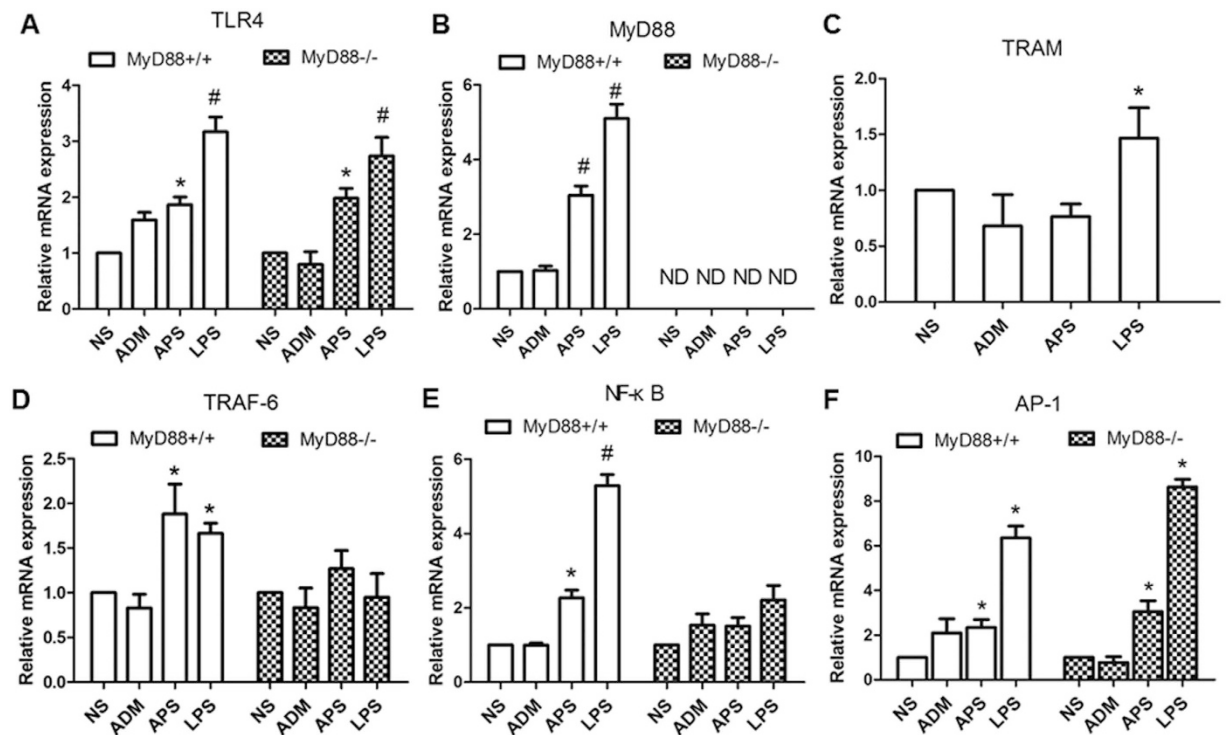 A
TLR4
MyD88+/+ MyD88-/-
Relative mRNA expression
4
3
2
1
0
* # * #
NS ADM APS LPS NS ADM APS LPS
B
MyD88
MyD88+/+ MyD88-/-
Relative mRNA expression
6
4
2
0
# #
ND ND ND ND
NS ADM APS LPS NS ADM APS LPS
C
TRAM
Relative mRNA expression
2.0
1.5
1.0
0.5
0.0
*
NS ADM APS LPS
D
TRAF-6
MyD88+/+ MyD88-/-
Relative mRNA expression
2.5
2.0
1.5
1.0
0.5
0.0
* *
NS ADM APS LPS NS ADM APS LPS
E
NF-κ B
MyD88+/+ MyD88-/-
Relative mRNA expression
6
4
2
0
* #
NS ADM APS LPS NS ADM APS LPS
F
AP-1
MyD88+/+ MyD88-/-
Relative mRNA expression
10
8
6
4
2
0
* * * *
NS ADM APS LPS NS ADM APS LPS